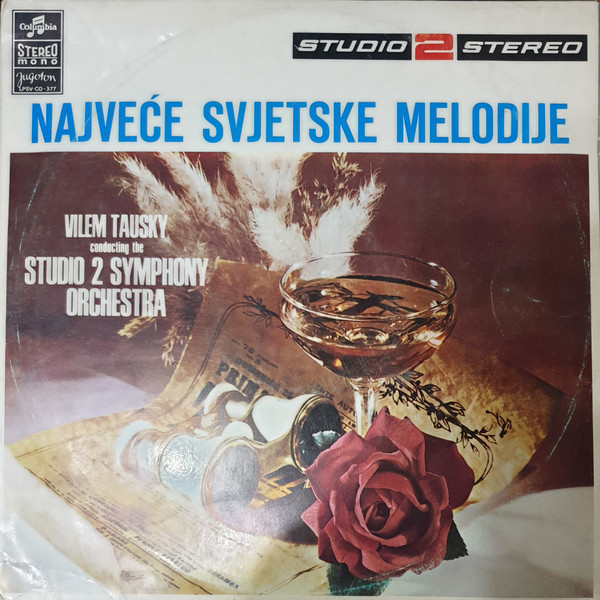 Columbia
STEREO
mono
Jugoton
LPSV-CO-377
STUDIO 2 STEREO
NAJVEĆE SVJETSKE MELODIJE
VILEM TAUSKY
conducting the
STUDIO 2 SYMPHONY
ORCHESTRA